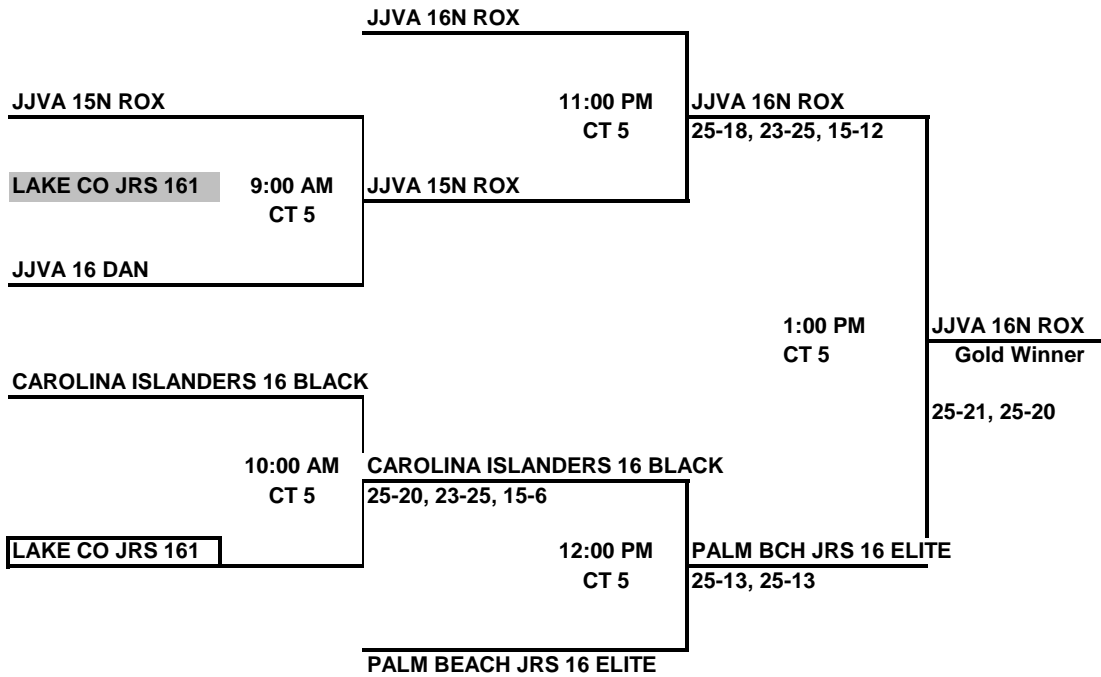 JJVA 16N ROX
JJVA 15N ROX
11:00 PM
JJVA 16N ROX
CT 5
25-18, 23-25, 15-12
LAKE CO JRS 161
9:00 AM
JJVA 15N ROX
CT 5
JJVA 16 DAN
1:00 PM
JJVA 16N ROX
CT 5
Gold Winner
CAROLINA ISLANDERS 16 BLACK
25-21, 25-20
10:00 AM
CAROLINA ISLANDERS 16 BLACK
CT 5
25-20, 23-25, 15-6
LAKE CO JRS 161
12:00 PM
PALM BCH JRS 16 ELITE
CT 5
25-13, 25-13
PALM BEACH JRS 16 ELITE